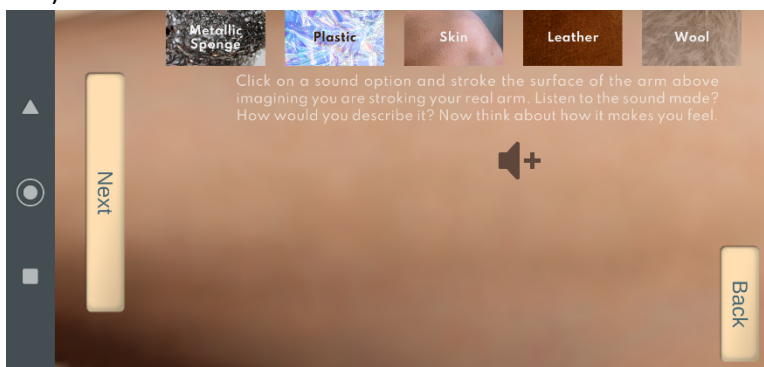 Metallic
Sponge
Plastic
Skin
Leather
Wool
Click on a sound option and stroke the surface of the arm above
imagining you are stroking your real arm. Listen to the sound made?
How would you describe it? Now think about how it makes you feel.
Next
Back